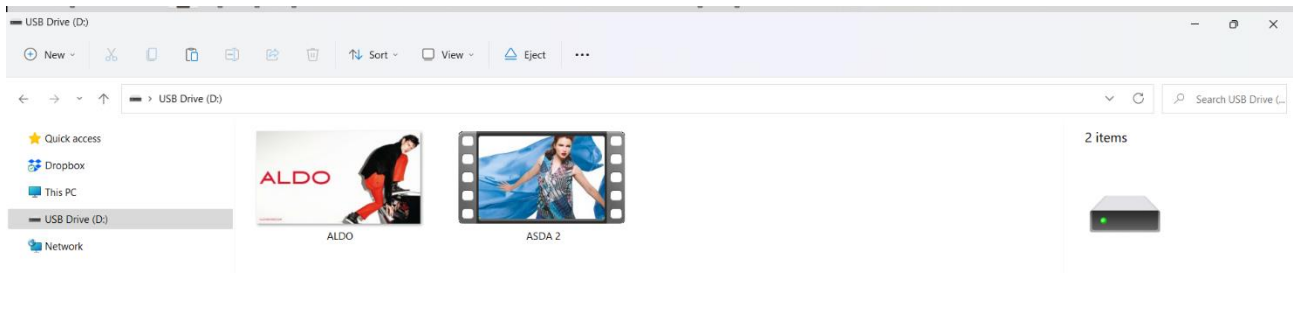 USB Drive (D:)
New
Sort
View
Eject
USB Drive (D:)
Search USB Drive (...
Quick access
Dropbox
This PC
USB Drive (D:)
Network
ALDO
ALDO
ASDA 2
2 items